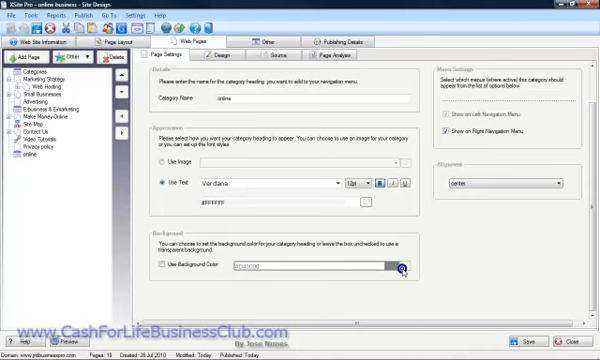 XSite Pro - online business - Site Design
File Tools Reports Publish Go To Settings Help
Web Site Information Page Layout Web Pages Other Publishing Details
Add Page Other Delete
Page Settings Design Source Page Analysis
Categories
Marketing Strategy
Web Hosting
Small Businesses
Advertising
E-business & E-marketing
Make Money Online
Site Map
Contact Us
Video Tutorials
Privacy policy
online
Details
Please enter the name for the category heading you want to add to your navigation menu.
Category Name online
Appearance
Please select how you want your category heading to appear. You can choose to use an image for your category
or you can set up the font styles.
Use Image
Use Text Verdana 12pt B I U
#FFFFFF ...
Background
You can choose to set the background color for your category heading or leave the box unchecked to use a
transparent background.
Use Background Color #D40000
Menu Settings
Select which menus (where active) this category should
appear from the list of options below
Show on Left Navigation Menu
Show on Right Navigation Menu
Alignment
center
www.CashForLifeBusinessClub.com
By Jose Nunes
Help Preview Save Close
Domain: www.jnbusinesspro.com Pages: 18 Created: 28 Jul 2010 Modified: Today Published: Today